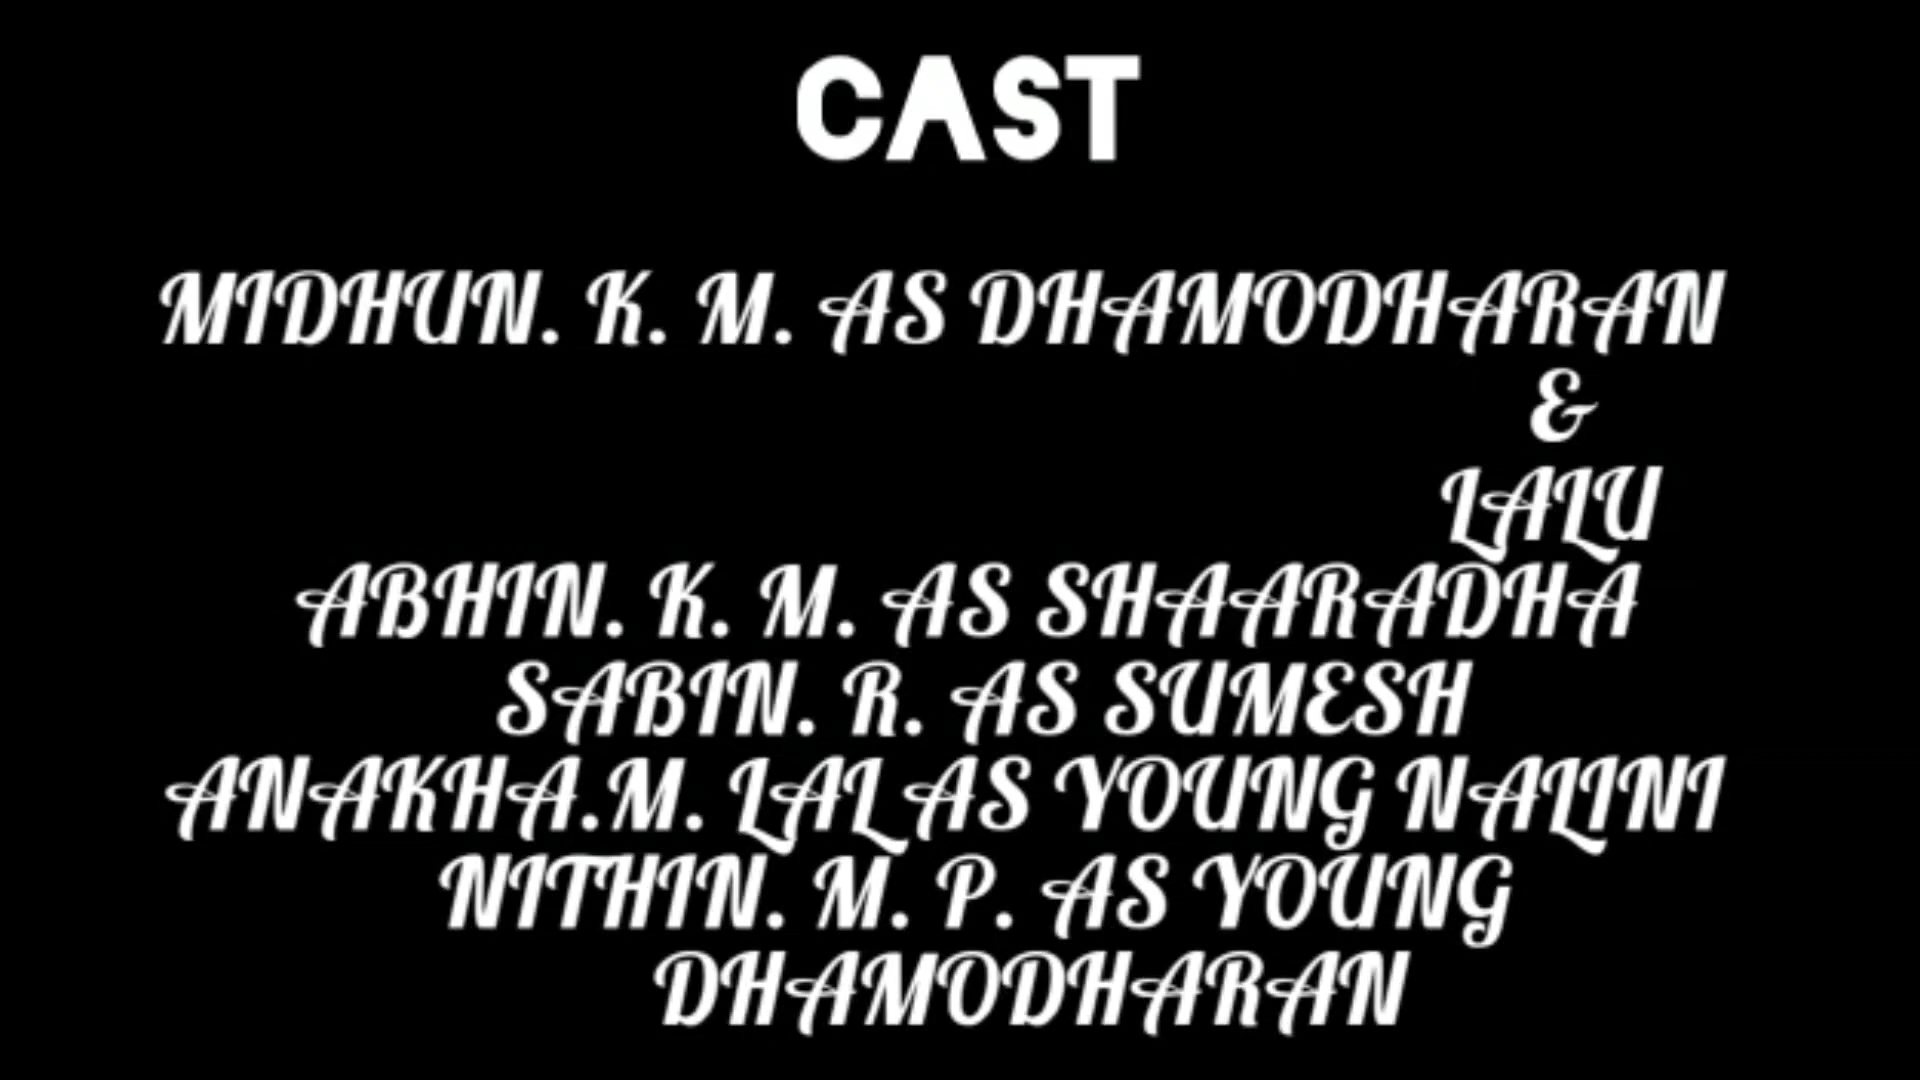 CAST
MIDHUN. K. M. AS DHAMODHARAN
&
LALU
ABHIN. K. M. AS SHAARADHA
SABIN. R. AS SUMESH
ANAKHA.M. LAL AS YOUNG NALINI
NITHIN. M. P. AS YOUNG
DHAMODHARAN